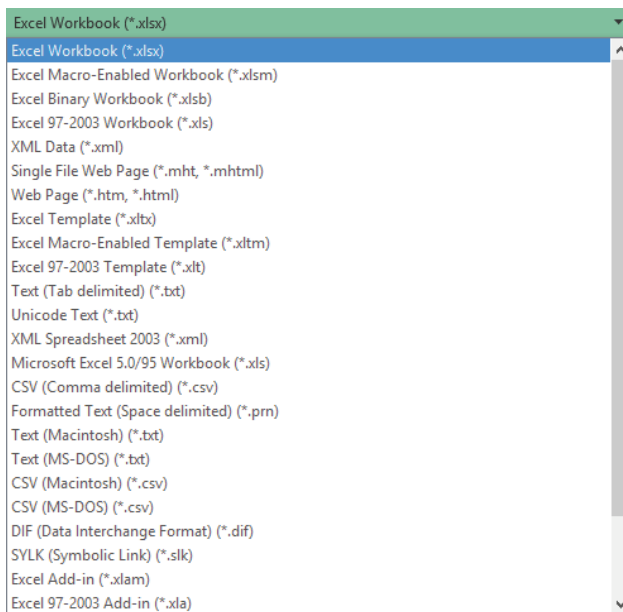 Excel Workbook (*.xlsx)
Excel Workbook (*.xlsx)
Excel Macro-Enabled Workbook (*.xlsm)
Excel Binary Workbook (*.xlsb)
Excel 97-2003 Workbook (*.xls)
XML Data (*.xml)
Single File Web Page (*.mht, *.mhtml)
Web Page (*.htm, *.html)
Excel Template (*.xltx)
Excel Macro-Enabled Template (*.xltm)
Excel 97-2003 Template (*.xlt)
Text (Tab delimited) (*.txt)
Unicode Text (*.txt)
XML Spreadsheet 2003 (*.xml)
Microsoft Excel 5.0/95 Workbook (*.xls)
CSV (Comma delimited) (*.csv)
Formatted Text (Space delimited) (*.prn)
Text (Macintosh) (*.txt)
Text (MS-DOS) (*.txt)
CSV (Macintosh) (*.csv)
CSV (MS-DOS) (*.csv)
DIF (Data Interchange Format) (*.dif)
SYLK (Symbolic Link) (*.slk)
Excel Add-in (*.xlam)
Excel 97-2003 Add-in (*.xla)